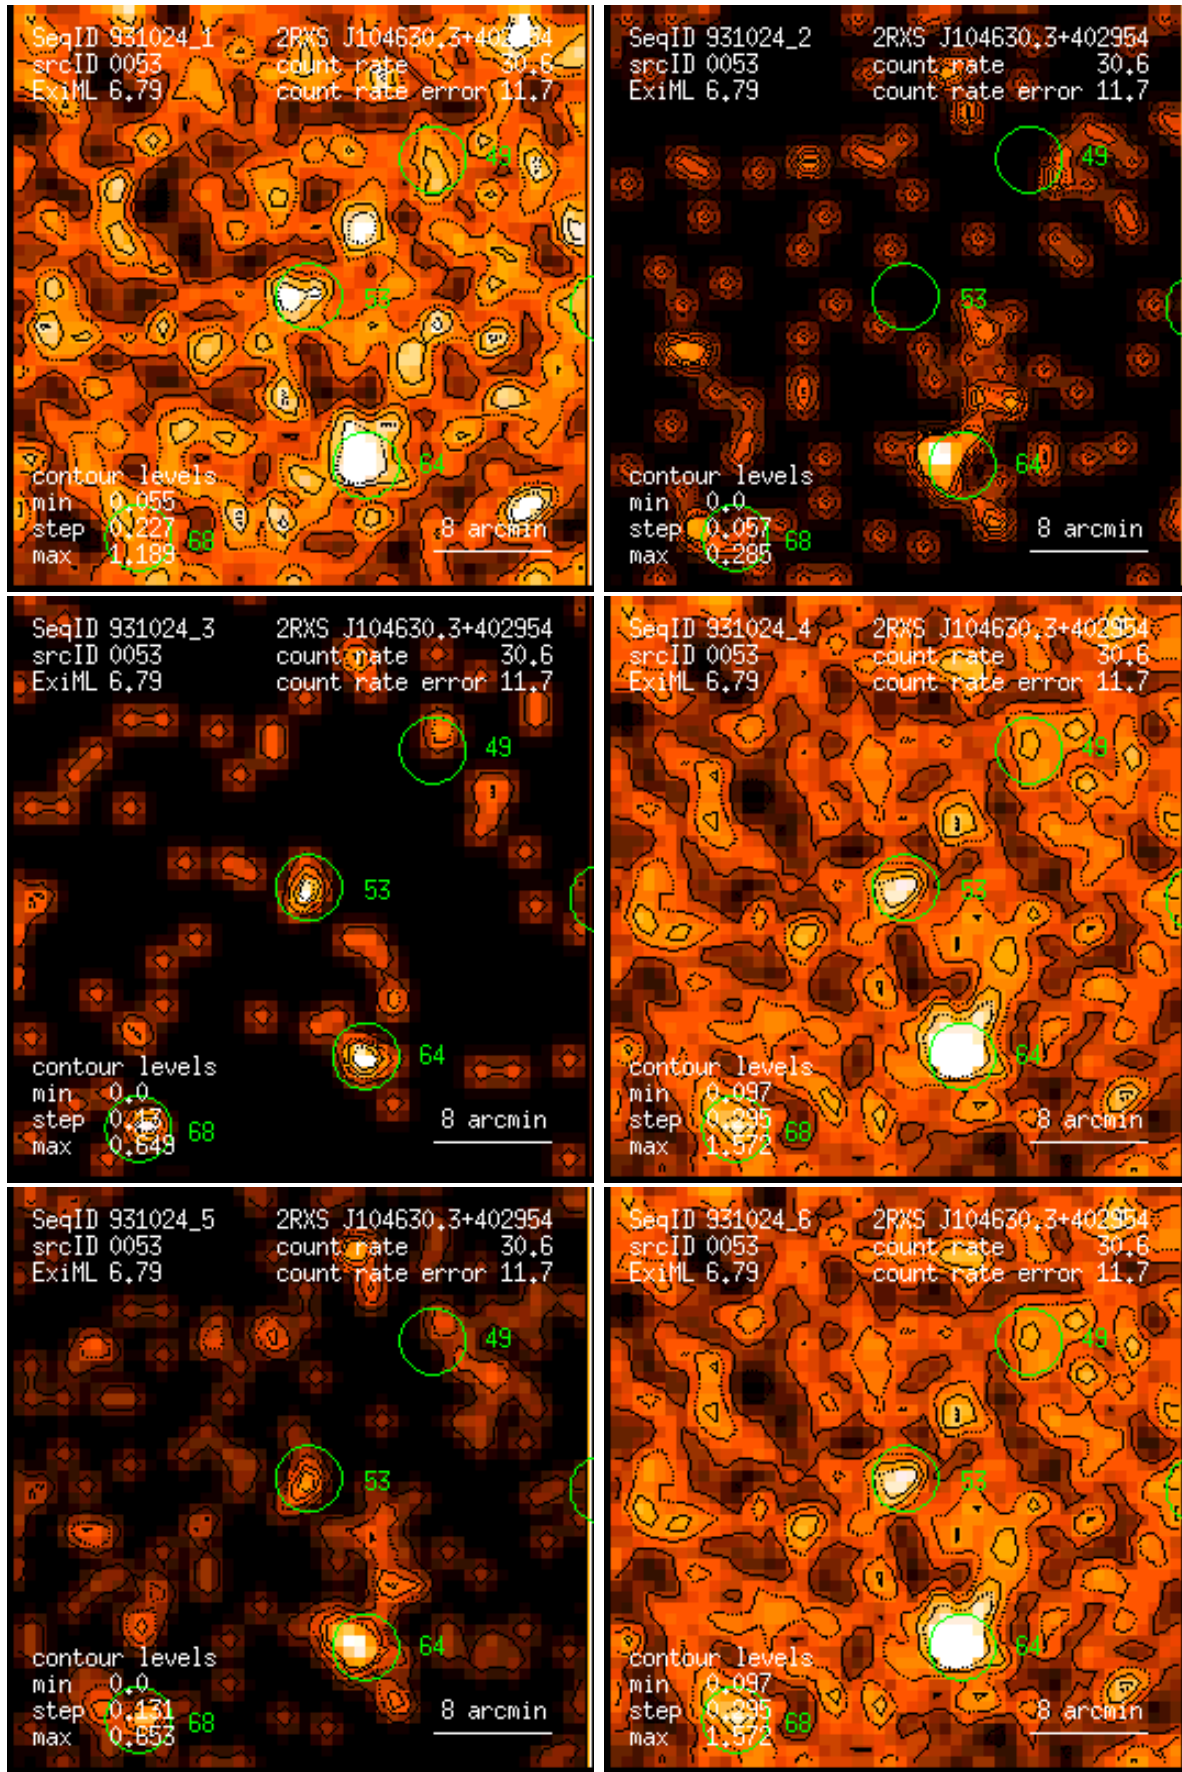 SeqID 931024_1 2RXS J104630.3+402954
srcID 0053 count rate 30.6
ExiML 6.79 count rate error 11.7
49
53
64
contour levels
min 0.055
step 0.227 8 arcmin
68
max 1.189
SeqID 931024_2 2RXS J104630.3+402954
srcID 0053 count rate 30.6
ExiML 6.79 count rate error 11.7
49
53
64
contour levels
min 0.0
step 0.057 8 arcmin
68
max 0.285
SeqID 931024_3 2RXS J104630.3+402954
srcID 0053 count rate 30.6
ExiML 6.79 count rate error 11.7
49
53
64
contour levels
min 0.0
step 8 arcmin
68
max 0.649
SeqID 931024_4 2RXS J104630.3+402954
srcID 0053 count rate 30.6
ExiML 6.79 count rate error 11.7
49
53
64
contour levels
min 0.097
step 0.295 8 arcmin
68
max 1.572
SeqID 931024_5 2RXS J104630.3+402954
srcID 0053 count rate 30.6
ExiML 6.79 count rate error 11.7
49
53
64
contour levels
min 0.0
step 0.131 8 arcmin
68
max 0.653
SeqID 931024_6 2RXS J104630.3+402954
srcID 0053 count rate 30.6
ExiML 6.79 count rate error 11.7
49
53
64
contour levels
min 0.097
step 0.295 8 arcmin
68
max 1.572